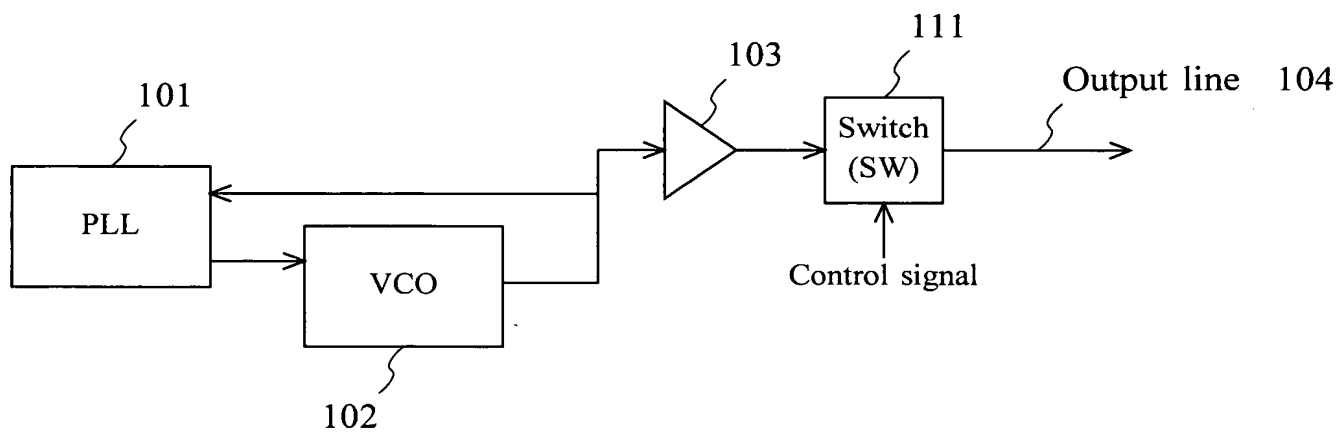 111
103
Output line 104
101
Switch
(SW)
PLL
VCO
Control signal
102